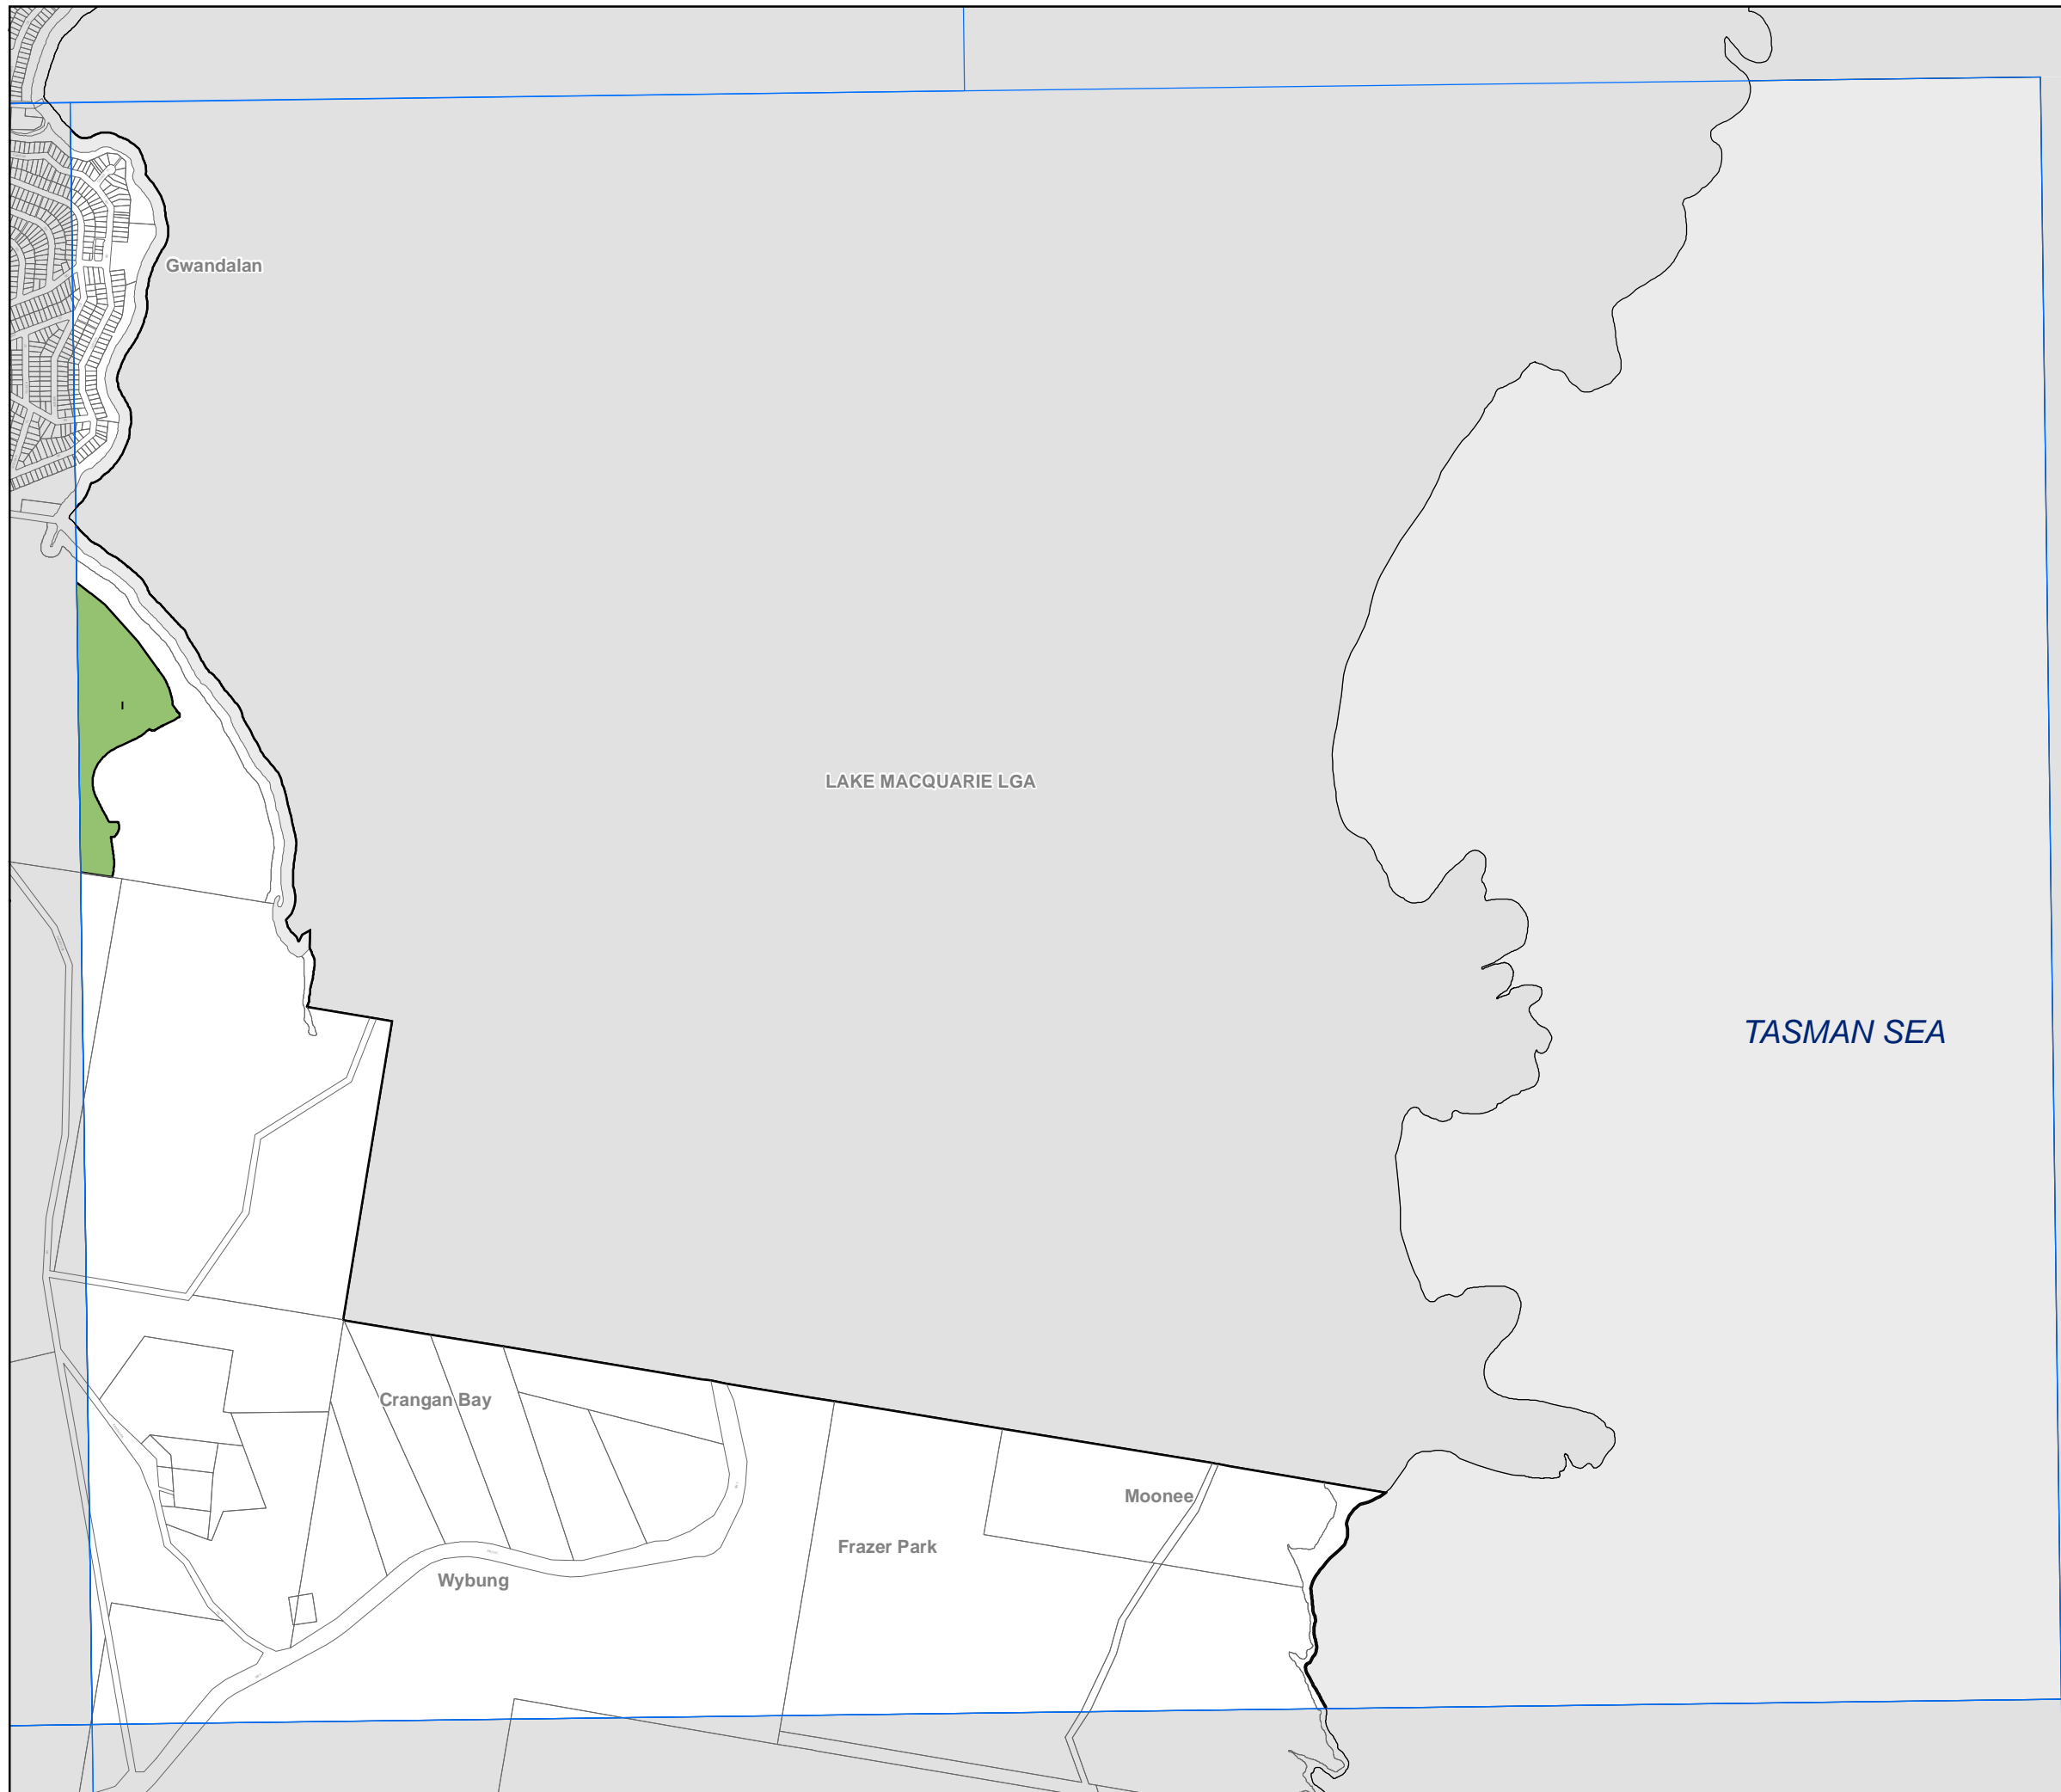 Gwandalan
I
LAKE MACQUARIE LGA
TASMAN SEA
Crangan Bay
Moonee
Frazer Park
Wybung